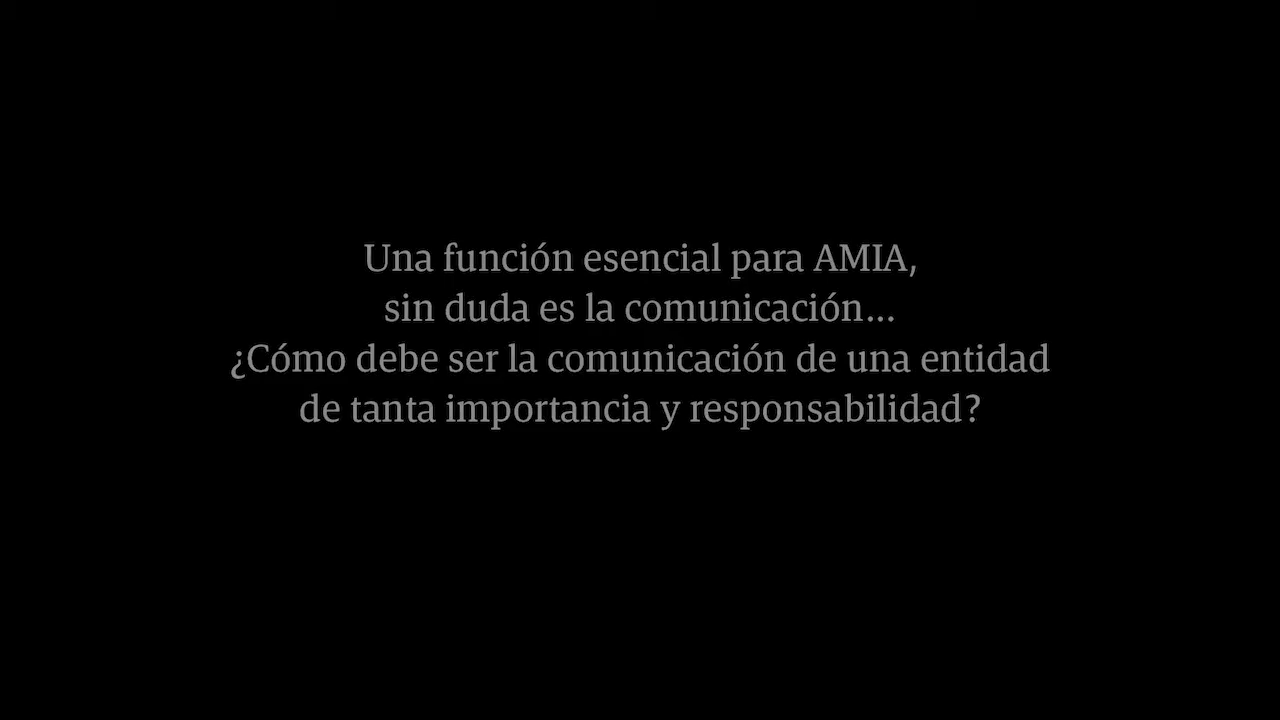 Una función esencial para AMIA,
sin duda es la comunicación...
¿Cómo debe ser la comunicación de una entidad
de tanta importancia y responsabilidad?